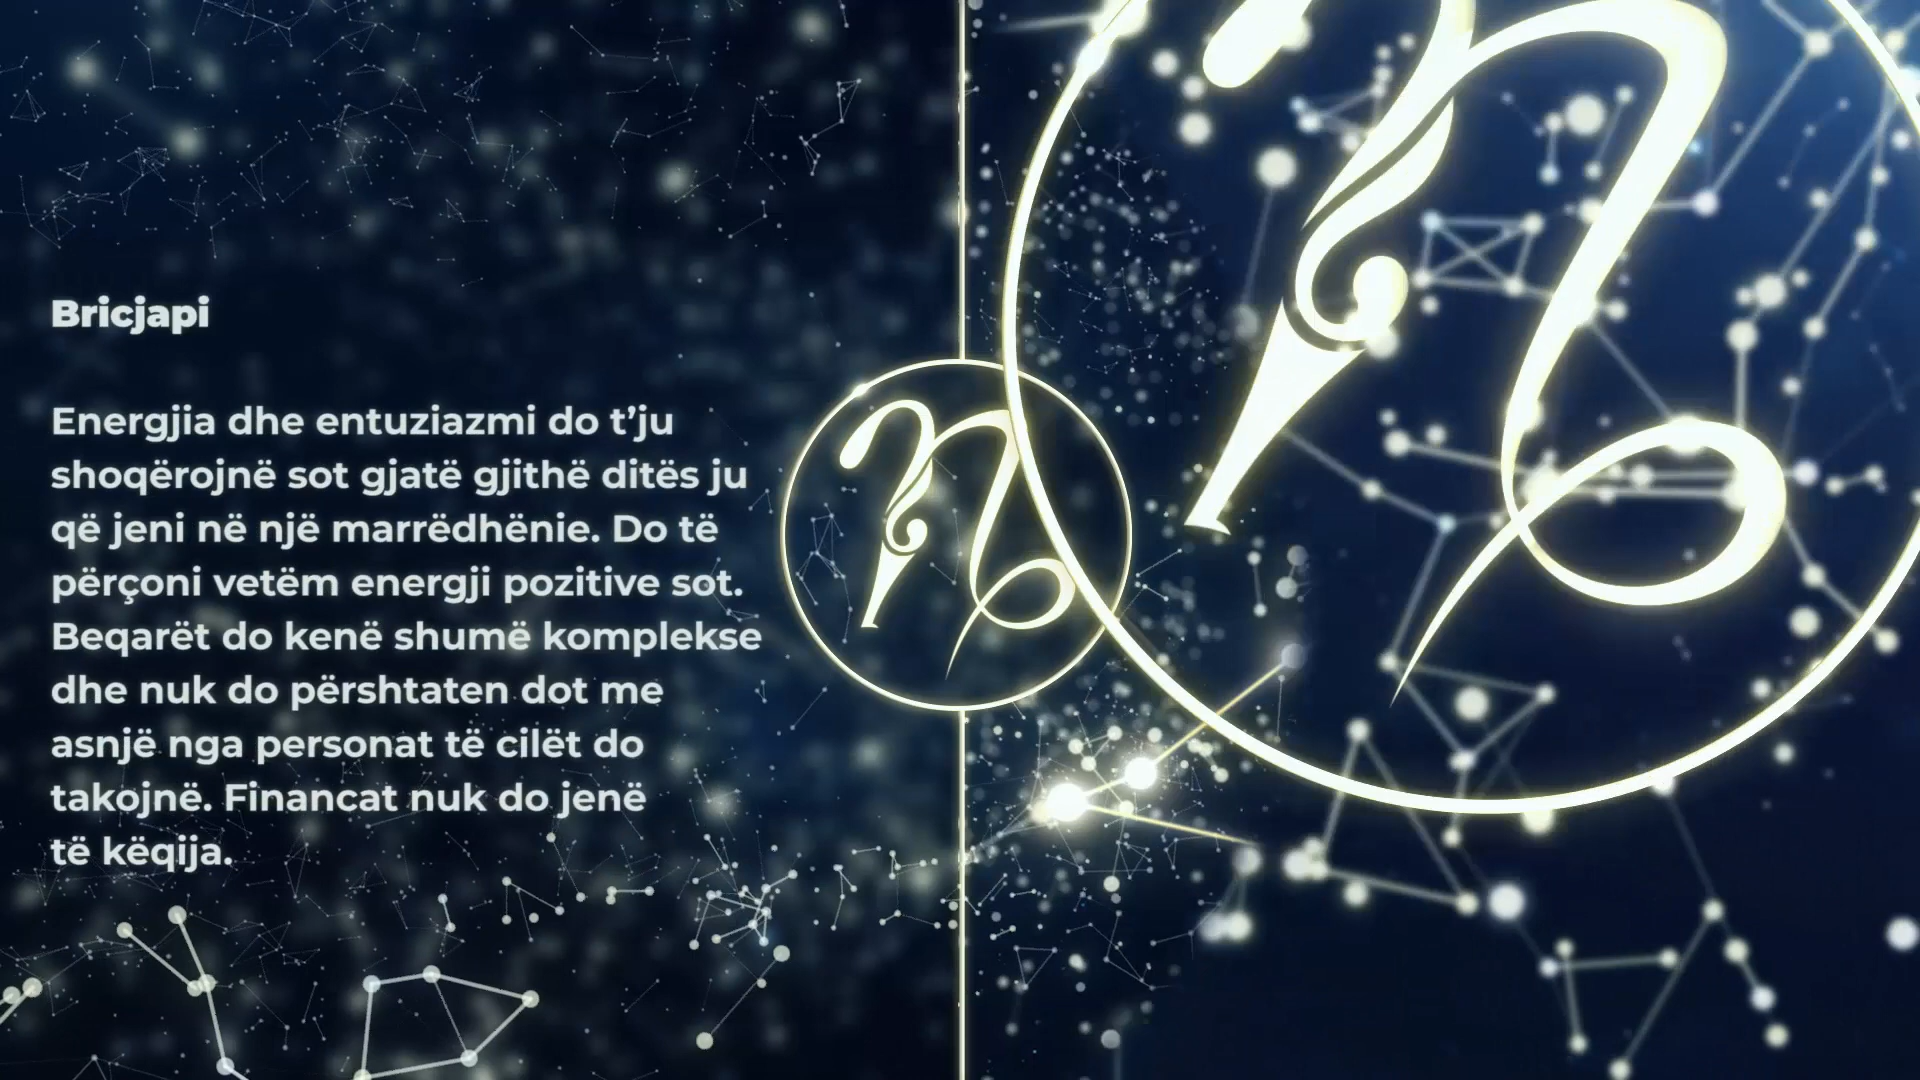 Bricjapi
Energjia dhe entuziazmi do t’ju
shoqërojnë sot gjatë gjithë ditës ju
që jeni në një marrëdhënie. Do të
përçoni vetëm energji pozitive sot.
Beqarët do kenë shumë komplekse
dhe nuk do përshtaten dot me
asnjë nga personat të cilët do
takojnë. Financat nuk do jenë
të këqija.